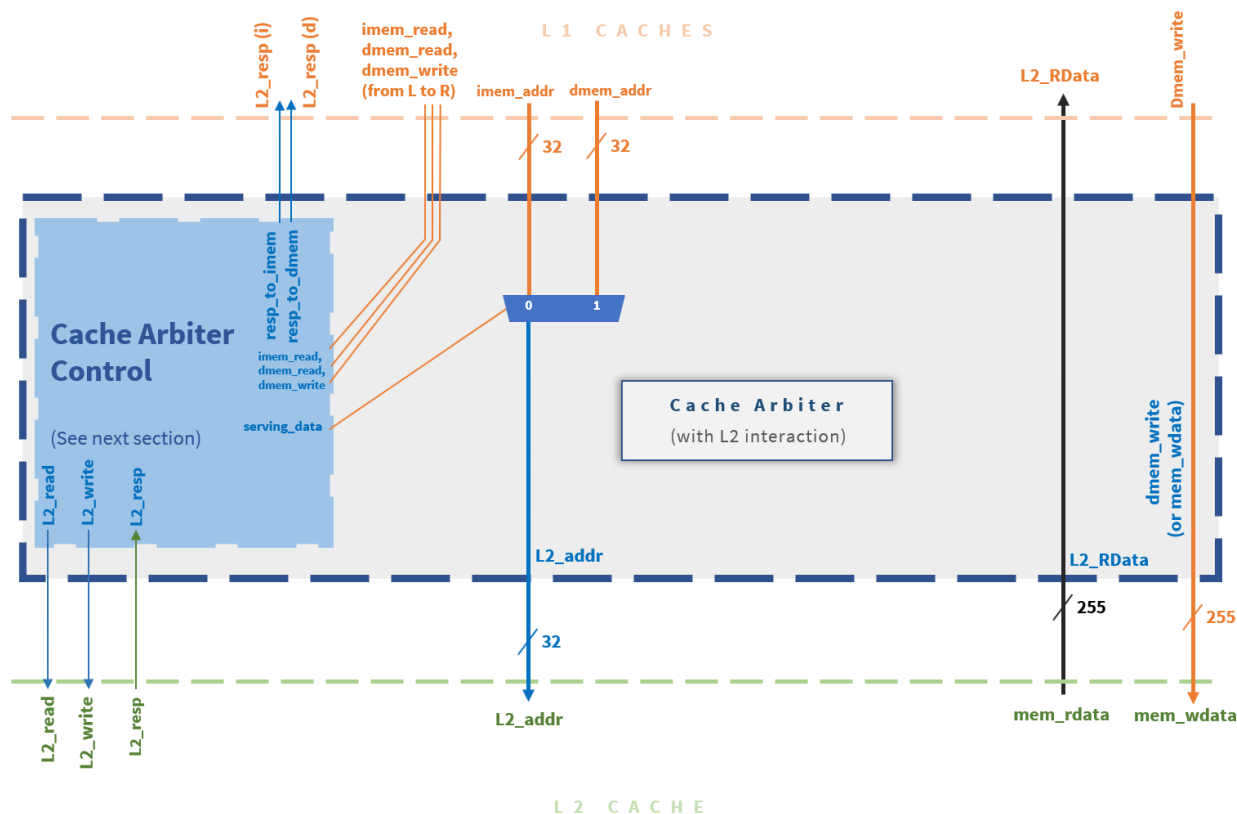 L1 CACHES
L2_resp (i)
L2_resp (d)
imem_read,
dmem_read,
dmem_write
(from L to R)
imem_addr
dmem_addr
L2_RData
Dmem_write
32
32
resp_to_imem
resp_to_dmem
0
1
Cache Arbiter
Control
imem_read,
dmem_read,
dmem_write
serving_data
(See next section)
Cache Arbiter
(with L2 interaction)
dmem_write
(or mem_wdata)
L2_read
L2_write
L2_resp
L2_addr
L2_RData
32
255
255
L2_read
L2_write
L2_resp
L2_addr
mem_rdata
mem_wdata
L2 CACHE